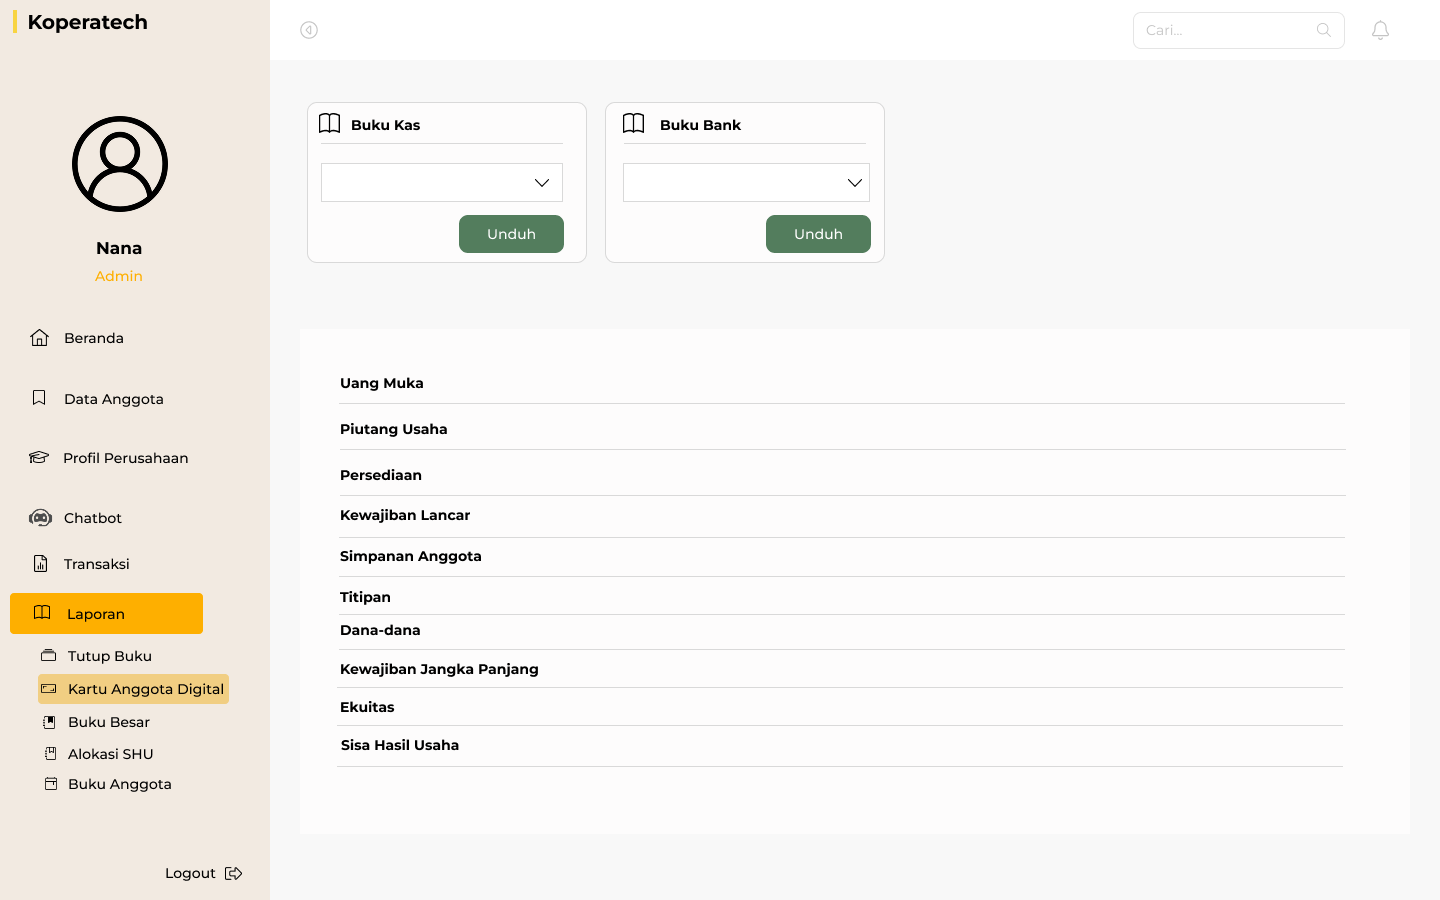 Koperatech
Cari...
Nana
Admin
Beranda
Data Anggota
Profil Perusahaan
Chatbot
Transaksi
Laporan
Tutup Buku
Kartu Anggota Digital
Buku Besar
Alokasi SHU
Buku Anggota
Logout
Buku Kas
Unduh
Buku Bank
Unduh
Uang Muka
Piutang Usaha
Persediaan
Kewajiban Lancar
Simpanan Anggota
Titipan
Dana-dana
Kewajiban Jangka Panjang
Ekuitas
Sisa Hasil Usaha